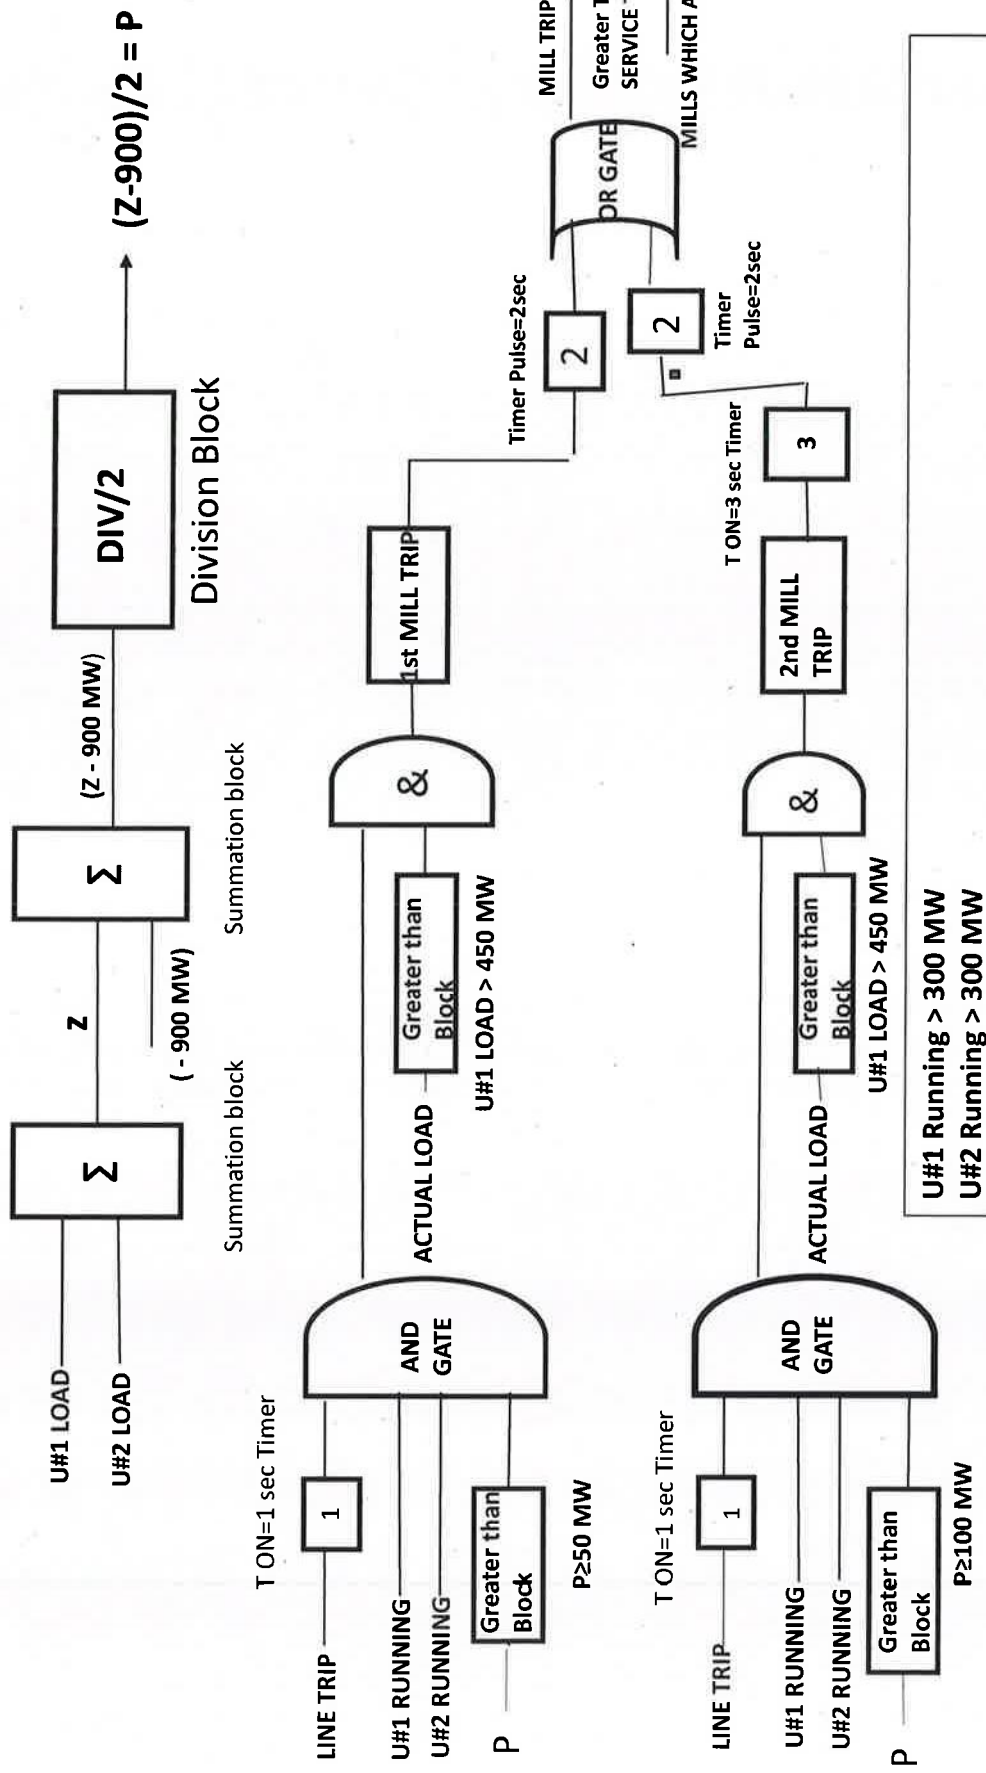 U#1 LOAD
U#2 LOAD
Σ
Summation block
Z
(- 900 MW)
Σ
Summation block
(Z - 900 MW)
DIV/2
Division Block
(Z-900)/2 = P
T ON=1 sec Timer
LINE TRIP
1
U#1 RUNNING
U#2 RUNNING
P
Greater than
Block
P≥50 MW
AND
GATE
ACTUAL LOAD
Greater than
Block
U#1 LOAD > 450 MW
&
1st MILL TRIP
Timer Pulse=2sec
2
OR GATE
MILL TRIP
Greater T
SERVICE
MILLS WHICH A
T ON=1 sec Timer
LINE TRIP
1
U#1 RUNNING
U#2 RUNNING
P
Greater than
Block
P≥100 MW
AND
GATE
ACTUAL LOAD
Greater than
Block
U#1 LOAD > 450 MW
&
2nd MILL
TRIP
T ON=3 sec Timer
3
2
Timer
Pulse=2sec
U#1 Running > 300 MW
U#2 Running > 300 MW